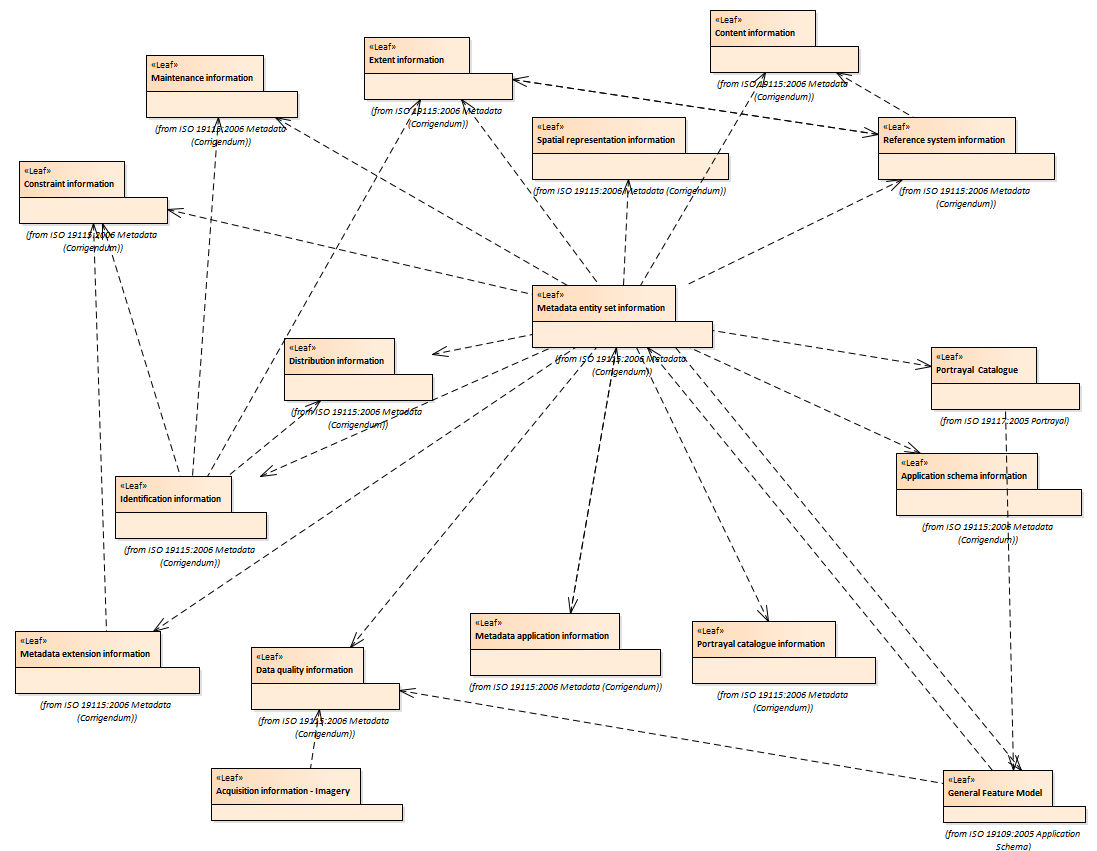 «Leaf»
Content information
(from ISO 19115:2006 Metadata
(Corrigendum))
«Leaf»
Extent information
(from ISO 19115:2006 Metadata
(Corrigendum))
«Leaf»
Maintenance information
(from ISO 19115:2006 Metadata
(Corrigendum))
«Leaf»
Spatial representation information
(from ISO 19115:2006 Metadata (Corrigendum))
«Leaf»
Reference system information
(from ISO 19115:2006 Metadata
(Corrigendum))
«Leaf»
Constraint information
(from ISO 19115:2006 Metadata
(Corrigendum))
«Leaf»
Metadata entity set information
(from ISO 19115:2006 Metadata
(Corrigendum))
«Leaf»
Distribution information
(from ISO 19115:2006 Metadata
(Corrigendum))
«Leaf»
Portrayal Catalogue
(from ISO 19117:2005 Portrayal)
«Leaf»
Application schema information
(from ISO 19115:2006 Metadata
(Corrigendum))
«Leaf»
Identification information
(from ISO 19115:2006 Metadata
(Corrigendum))
«Leaf»
Metadata extension information
(from ISO 19115:2006 Metadata
(Corrigendum))
«Leaf»
Data quality information
(from ISO 19115:2006 Metadata
(Corrigendum))
«Leaf»
Metadata application information
(from ISO 19115:2006 Metadata (Corrigendum))
«Leaf»
Portrayal catalogue information
(from ISO 19115:2006 Metadata
(Corrigendum))
«Leaf»
Acquisition information - Imagery
«Leaf»
General Feature Model
(from ISO 19109:2005 Application
Schema)